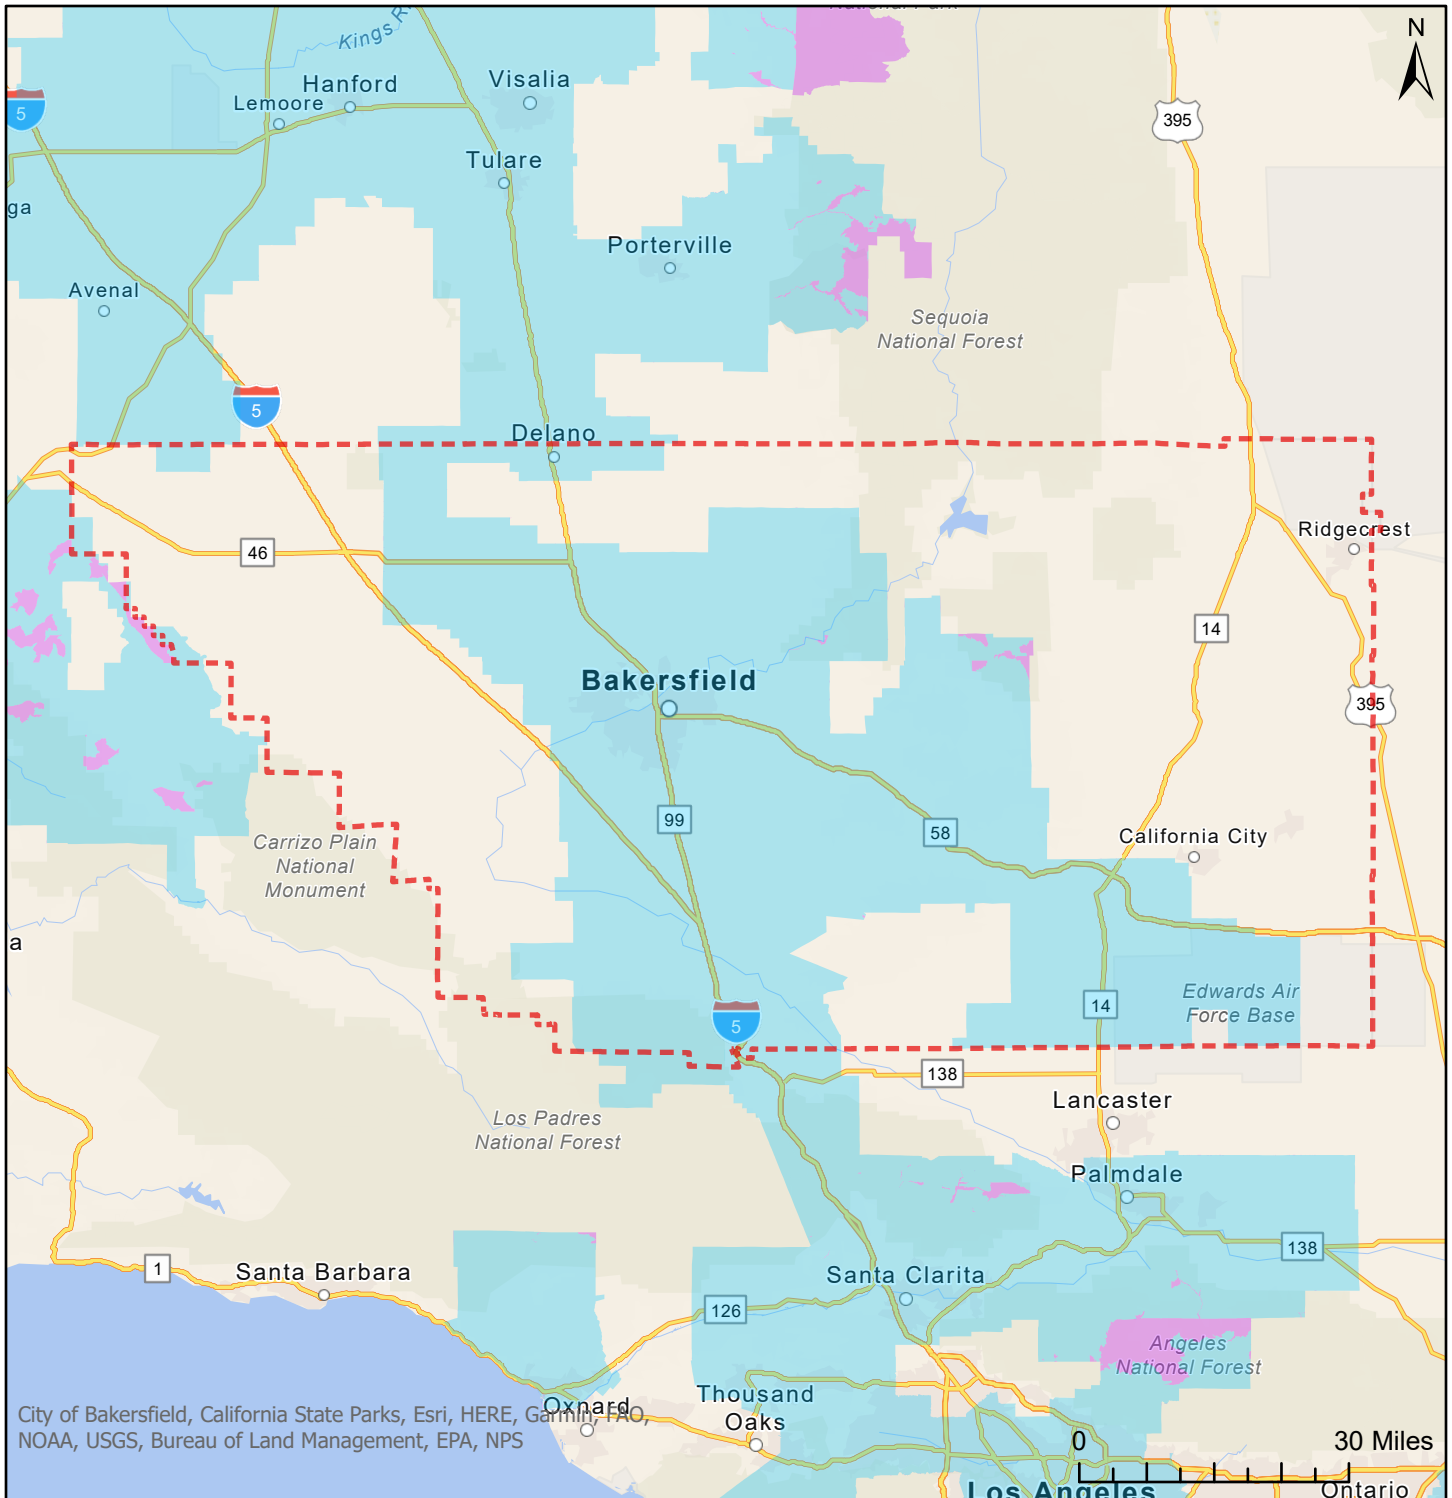 National Park
N
Kings R
Visalia
Hanford
Lemoore
5
395
Tulare
ga
Porterville
Avenal
Sequoia
National Forest
5
Delano
Ridgecrest
46
14
Bakersfield
395
99
58
California City
Carrizo Plain
National
Monument
a
Edwards Air
Force Base
14
5
138
Lancaster
Los Padres
National Forest
Palmdale
138
1
Santa Barbara
Santa Clarita
126
Angeles
National Forest
Thousand
Oaks
Oxnard
City of Bakersfield, California State Parks, Esri, HERE, Garmin, FAO,
NOAA, USGS, Bureau of Land Management, EPA, NPS
0 30 Miles
Los Angeles
Ontario